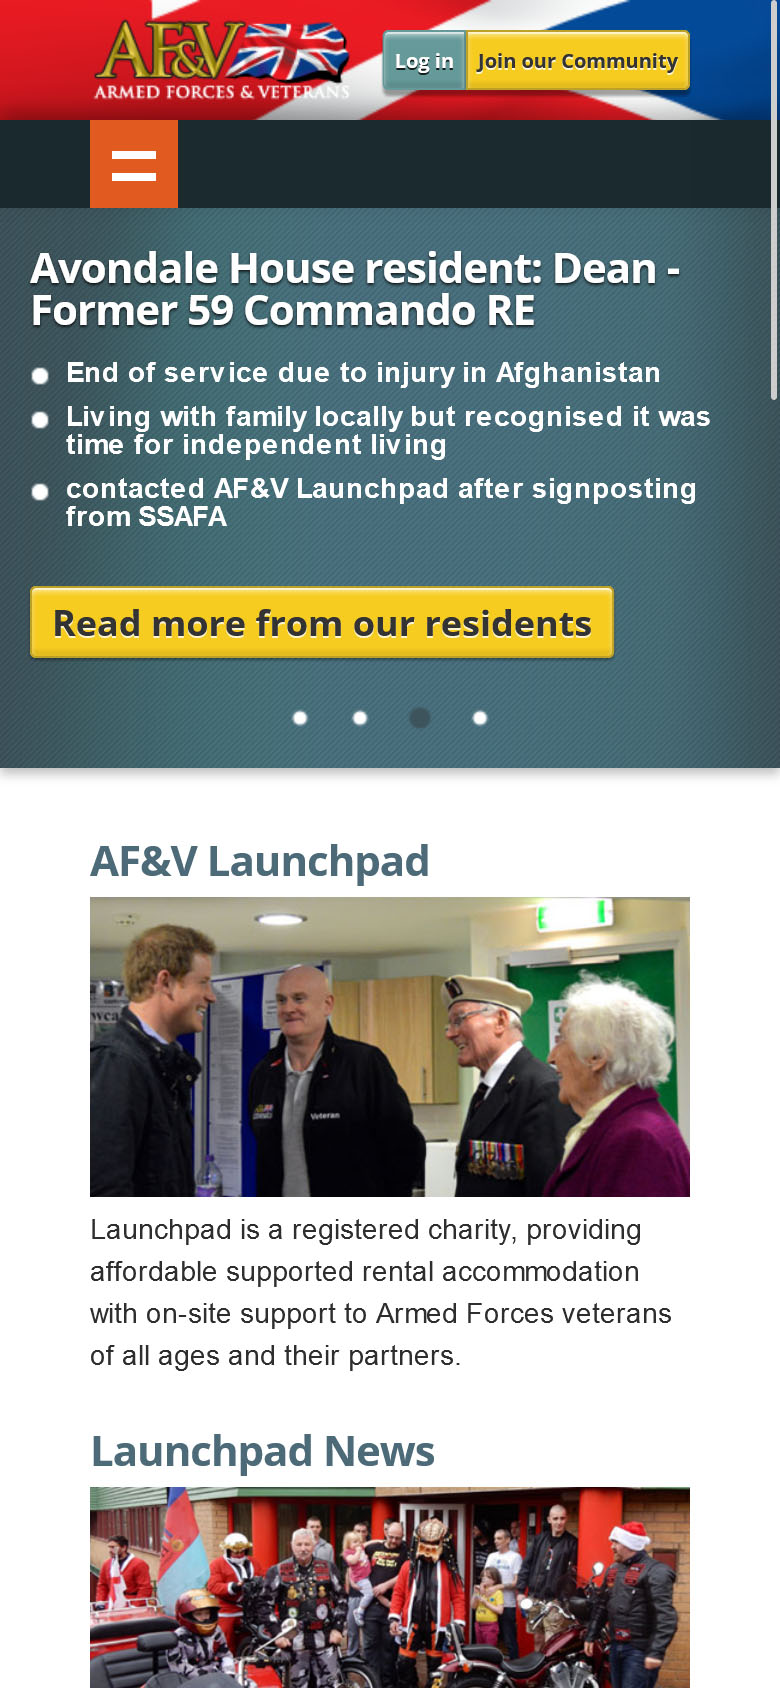 AF&V
ARMED FORCES & VETERANS
Log in
Join our Community
Avondale House resident: Dean -
Former 59 Commando RE
End of service due to injury in Afghanistan
Living with family locally but recognised it was
time for independent living
contacted AF&V Launchpad after signposting
from SSAFA
Read more from our residents
AF&V Launchpad
Veteran
Launchpad is a registered charity, providing
affordable supported rental accommodation
with on-site support to Armed Forces veterans
of all ages and their partners.
Launchpad News